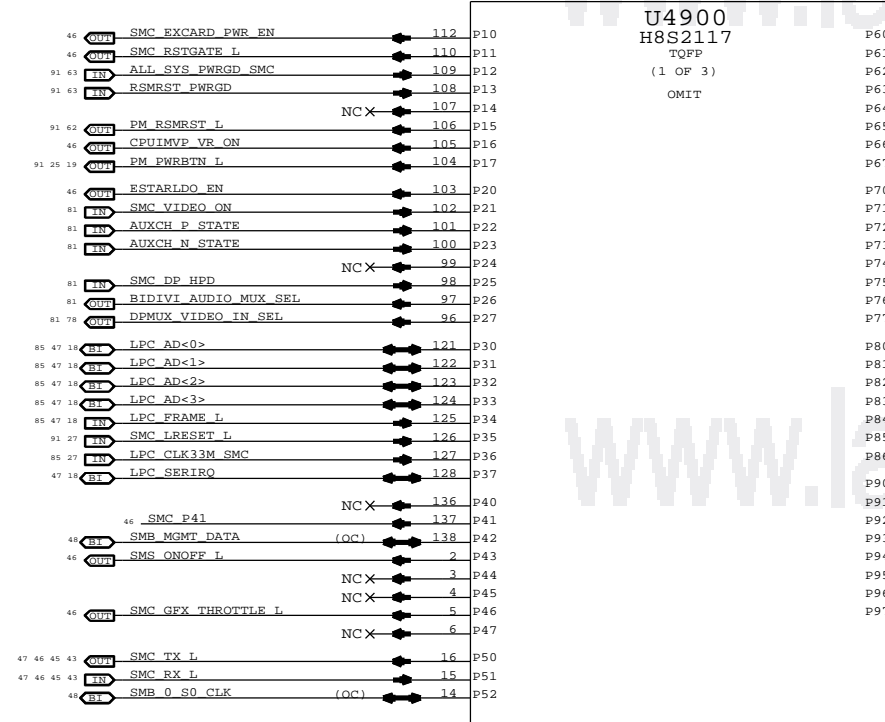 www.la
U4900
H8S2117
TQFP
(1 OF 3)
OMIT
46 OUT SMC_EXCARD_PWR_EN 112 P10
46 OUT SMC_RSTGATE_L 110 P11
91 63 IN ALL_SYS_PWRGD_SMC 109 P12
91 63 IN RSMRST_PWRGD 108 P13
NC 107 P14
91 62 OUT PM_RSMRST_L 106 P15
46 OUT CPUIMVP_VR_ON 105 P16
91 25 19 OUT PM_PWRBTN_L 104 P17
46 OUT ESTARLDO_EN 103 P20
81 IN SMC_VIDEO_ON 102 P21
81 IN AUXCH_P_STATE 101 P22
81 IN AUXCH_N_STATE 100 P23
NC 99 P24
81 IN SMC_DP_HPD 98 P25
81 OUT BIDIVI_AUDIO_MUX_SEL 97 P26
81 78 OUT DPMUX_VIDEO_IN_SEL 96 P27
85 47 18 BI LPC_AD<0> 121 P30
85 47 18 BI LPC_AD<1> 122 P31
85 47 18 BI LPC_AD<2> 123 P32
85 47 18 BI LPC_AD<3> 124 P33
85 47 18 IN LPC_FRAME_L 125 P34
91 27 IN SMC_LRESET_L 126 P35
85 27 IN LPC_CLK33M_SMC 127 P36
47 18 BI LPC_SERIRQ 128 P37
NC 136 P40
46 SMC_P41 137 P41
48 BI SMB_MGMT_DATA (OC) 138 P42
46 OUT SMS_ONOFF_L 2 P43
NC 3 P44
NC 4 P45
46 OUT SMC_GFX_THROTTLE_L 5 P46
NC 6 P47
47 46 45 43 OUT SMC_TX_L 16 P50
47 46 45 43 IN SMC_RX_L 15 P51
48 BI SMB_0_S0_CLK (OC) 14 P52
www.la